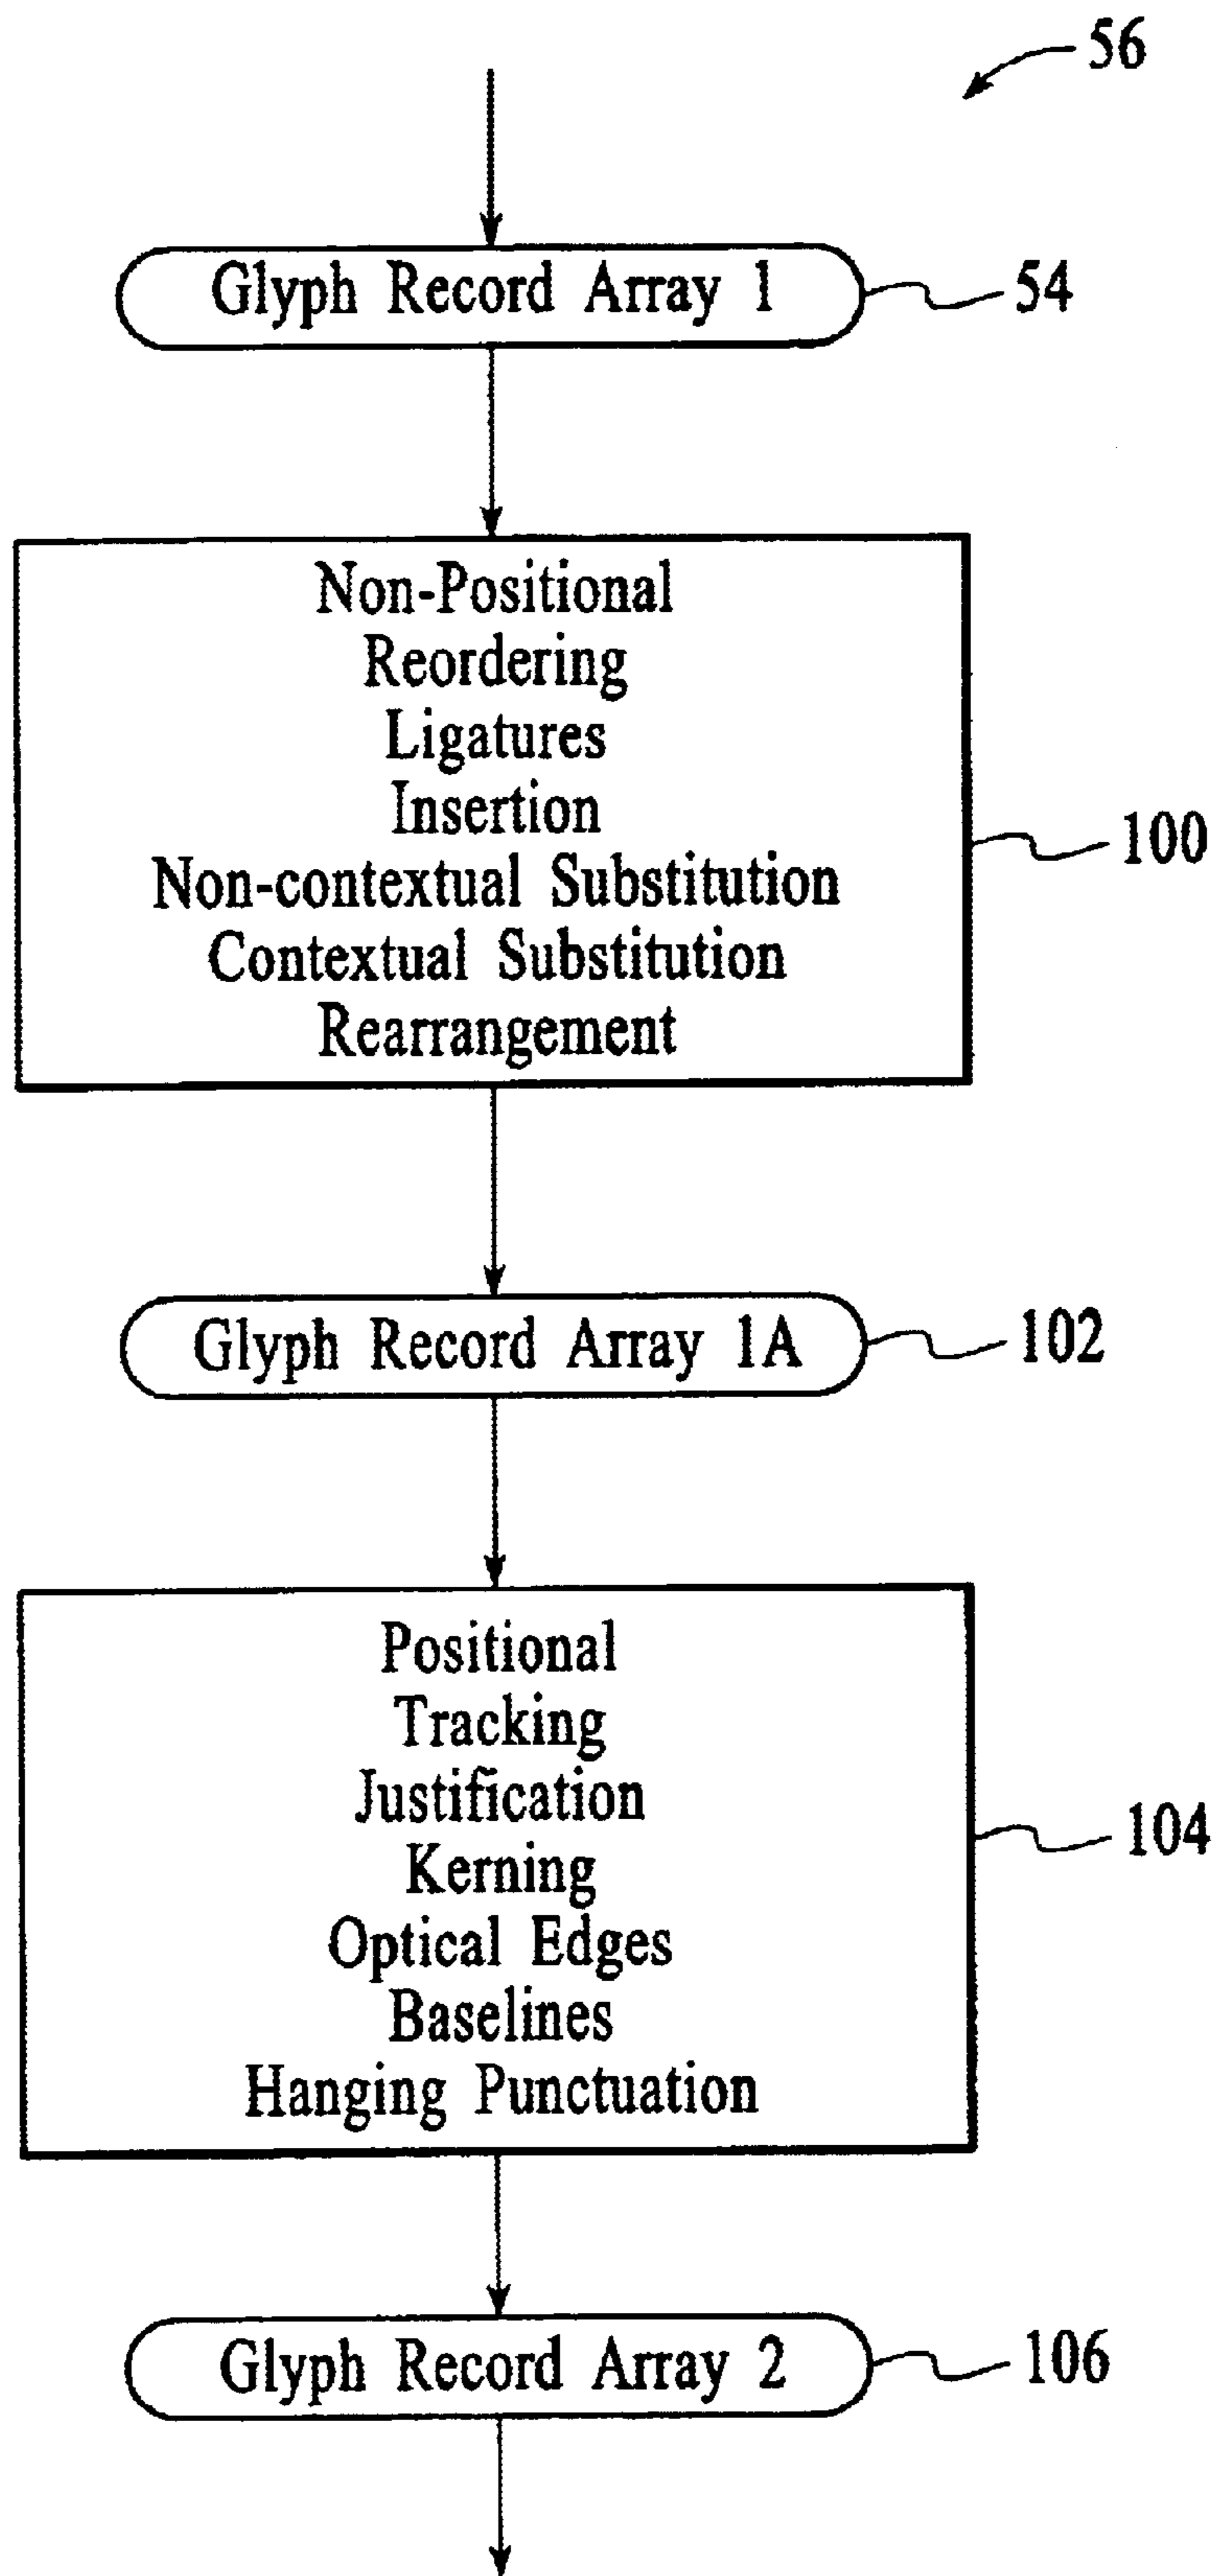 56
Glyph Record Array 1
54
Non-Positional
Reordering
Ligatures
Insertion
Non-contextual Substitution
Contextual Substitution
Rearrangement
100
Glyph Record Array 1A
102
Positional
Tracking
Justification
Kerning
Optical Edges
Baselines
Hanging Punctuation
104
Glyph Record Array 2
106